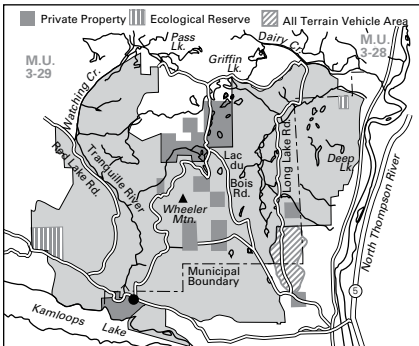 Private Property
Ecological Reserve
All Terrain Vehicle Area
M.U.
3-29
Watching Cr.
Pass
Lk.
Griffin
Lk.
Dairy Cr.
M.U.
3-28
Red Lake Rd.
Tranquille River
Lac
du
Bois
Rd.
Long Lake Rd.
Deep
Lk.
North Thompson River
Wheeler
Mtn.
Municipal
Boundary
5
Kamloops Lake